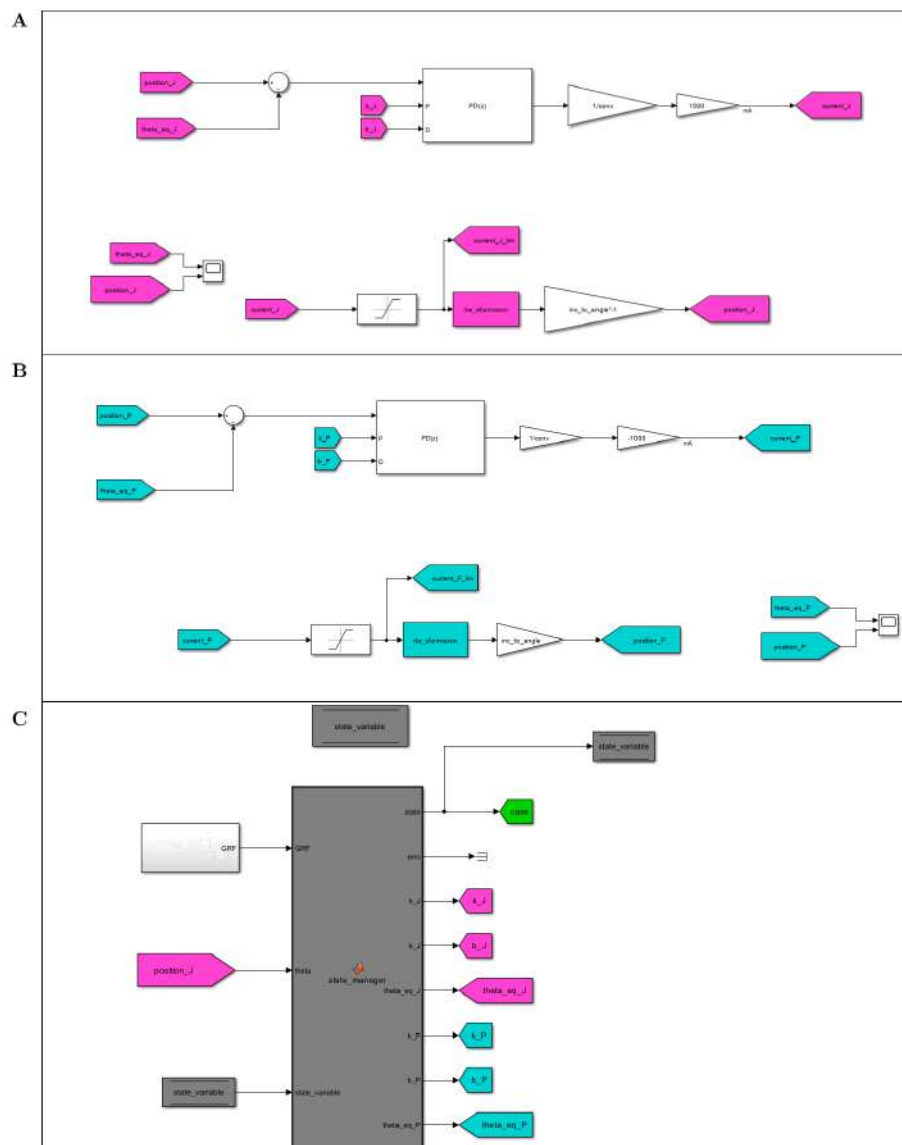 A
position_J
theta_eq_J
k_J
b_J
P
D
PD(z)
1/conv
1000
mA
current_J
theta_eq_J
position_J
current_J_lim
current_J
inc_to_angle*-1
position_J
B
position_P
theta_eq_P
k_P
b_P
P
D
PD(z)
1/conv
-1000
mA
current_P
current_P_lim
current_P
inc_to_angle
position_P
theta_eq_P
position_P
C
state_variable
state_variable
state
GRF
GRF
k_J
k_J
b_J
position_J
theta
state_manager
theta_eq_J
theta_eq_J
k_P
k_P
b_P
b_P
state_variable
state_variable
theta_eq_P
theta_eq_P